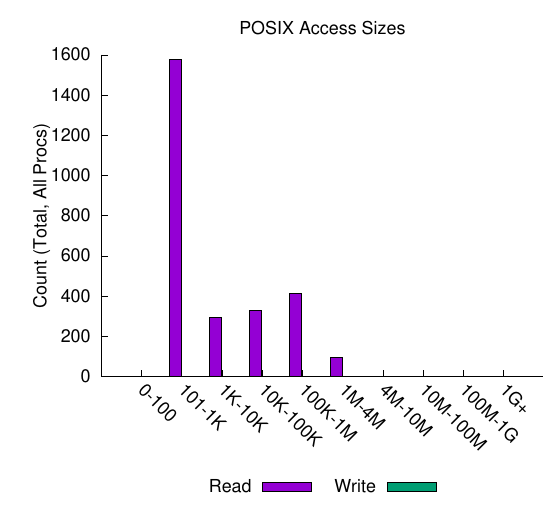 POSIX Access Sizes
Count (Total, All Procs)
1600
1400
1200
1000
800
600
400
200
0
0-100
101-1K
1K-10K
10K-100K
100K-1M
1M-4M
4M-10M
10M-100M
100M-1G
1G+
Read
Write